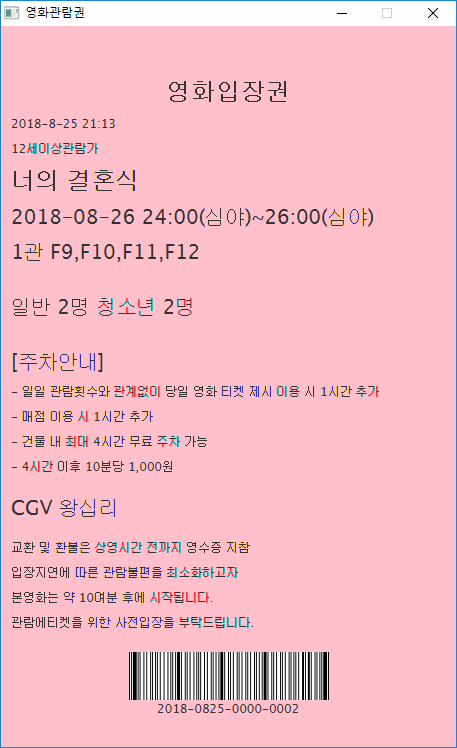 영화관람권
영화입장권
2018-8-25 21:13
12세이상관람가
너의 결혼식
2018-08-26 24:00(심야)~26:00(심야)
1관 F9,F10,F11,F12
일반 2명 청소년 2명
[주차안내]
- 일일 관람횟수와 관계없이 당일 영화 티켓 제시 이용 시 1시간 추가
- 매점 이용 시 1시간 추가
- 건물 내 최대 4시간 무료 주차 가능
- 4시간 이후 10분당 1,000원
CGV 왕십리
교환 및 환불은 상영시간 전까지 영수증 지참
입장지연에 따른 관람불편을 최소화하고자
본영화는 약 10여분 후에 시작됩니다.
관람에티켓을 위한 사전입장을 부탁드립니다.
2018-0825-0000-0002